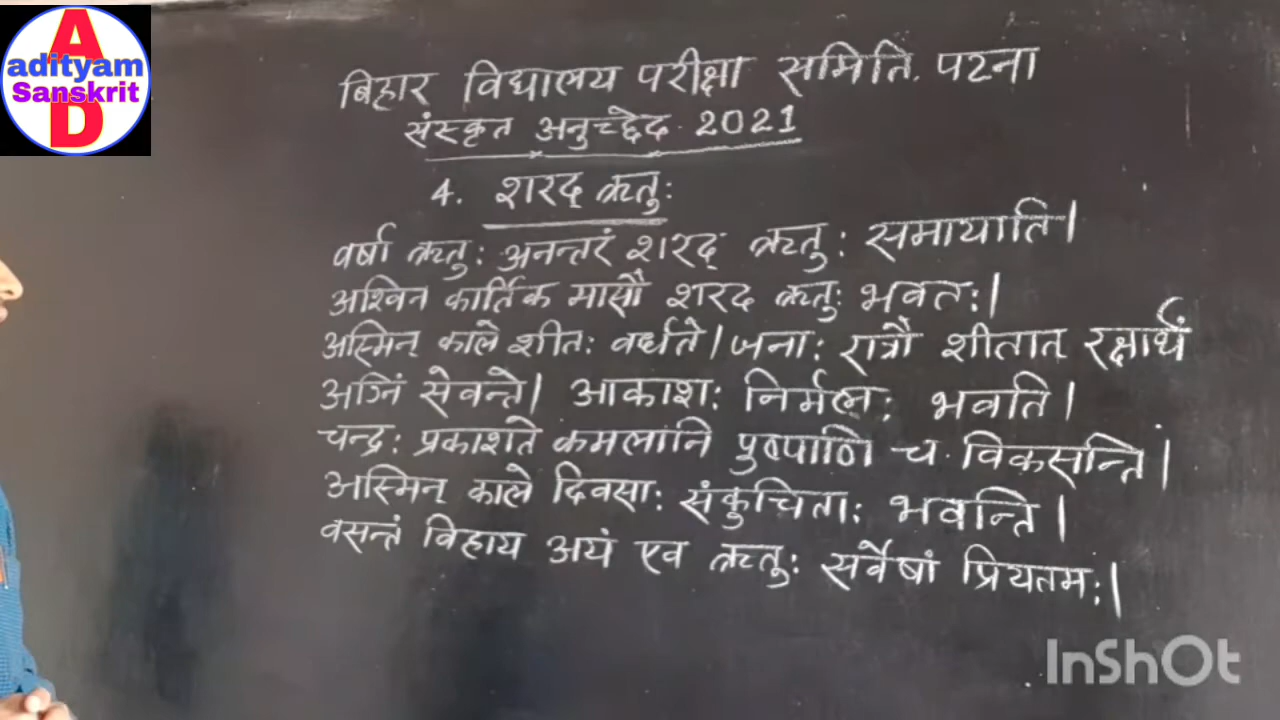 A
adityam
Sanskrit
D
बिहार विद्यालय परीक्षा समिति. पटना
संस्कृत अनुच्छेद. 2021
4. शरद् ऋतुः
वर्षा ऋतुः अनन्तरं शरद् ऋतुः समायाति।
अश्विन कार्तिक मासौ शरद ऋतुः भवतः।
अस्मिन् काले शीतः वर्धते। जनाः रात्रौ शीतात् रक्षार्थं
अग्निं सेवन्ते। आकाशः निर्मलः भवति।
चन्द्रः प्रकाशते कमलानि पुष्पाणि च. विकसन्ति।
अस्मिन् काले दिवसाः संकुचिताः भवन्ति।
वसन्तं विहाय अयं एव ऋतुः सर्वेषां प्रियतमः।
InShOt